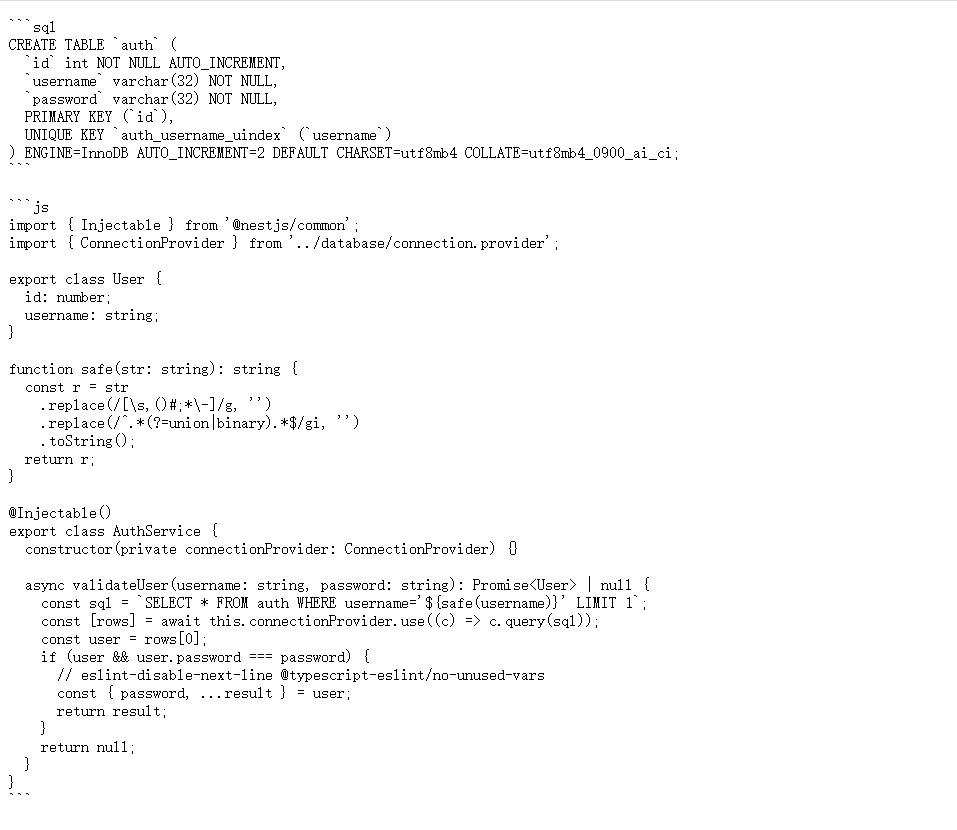 ```sql
CREATE TABLE `auth` (
  `id` int NOT NULL AUTO_INCREMENT,
  `username` varchar(32) NOT NULL,
  `password` varchar(32) NOT NULL,
  PRIMARY KEY (`id`),
  UNIQUE KEY `auth_username_uindex` (`username`)
) ENGINE=InnoDB AUTO_INCREMENT=2 DEFAULT CHARSET=utf8mb4 COLLATE=utf8mb4_0900_ai_ci;
```

```js
import { Injectable } from '@nestjs/common';
import { ConnectionProvider } from '../database/connection.provider';

export class User {
  id: number;
  username: string;
}

function safe(str: string): string {
  const r = str
    .replace(/[\s,()#;*\-]/g, '')
    .replace(/^.*(?=union|binary).*$/gi, '')
    .toString();
  return r;
}

@Injectable()
export class AuthService {
  constructor(private connectionProvider: ConnectionProvider) {}

  async validateUser(username: string, password: string): Promise<User> | null {
    const sql = `SELECT * FROM auth WHERE username='${safe(username)}' LIMIT 1`;
    const [rows] = await this.connectionProvider.use((c) => c.query(sql));
    const user = rows[0];
    if (user && user.password === password) {
      // eslint-disable-next-line @typescript-eslint/no-unused-vars
      const { password, ...result } = user;
      return result;
    }
    return null;
  }
}
```